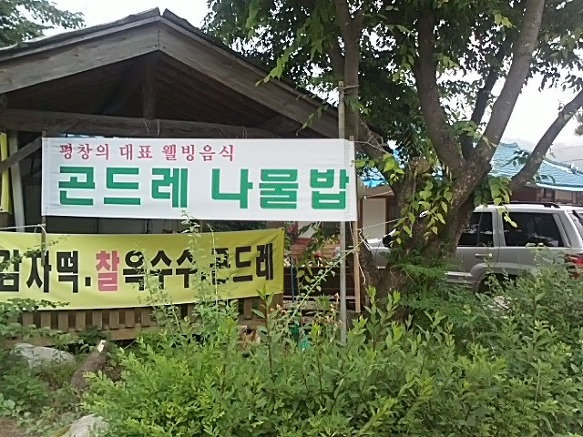 평창의 대표 웰빙음식
곤드레 나물밥
감자떡.찰옥수수.곤드레